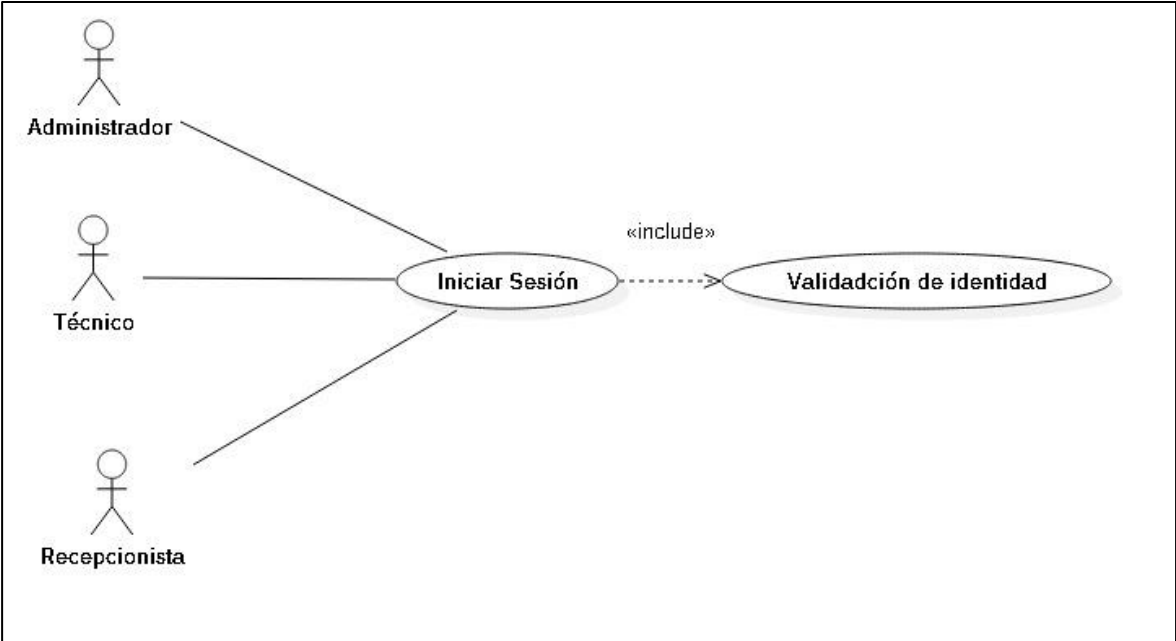 Administrador
«include»
Iniciar Sesión
Validadción de identidad
Técnico
Recepcionista